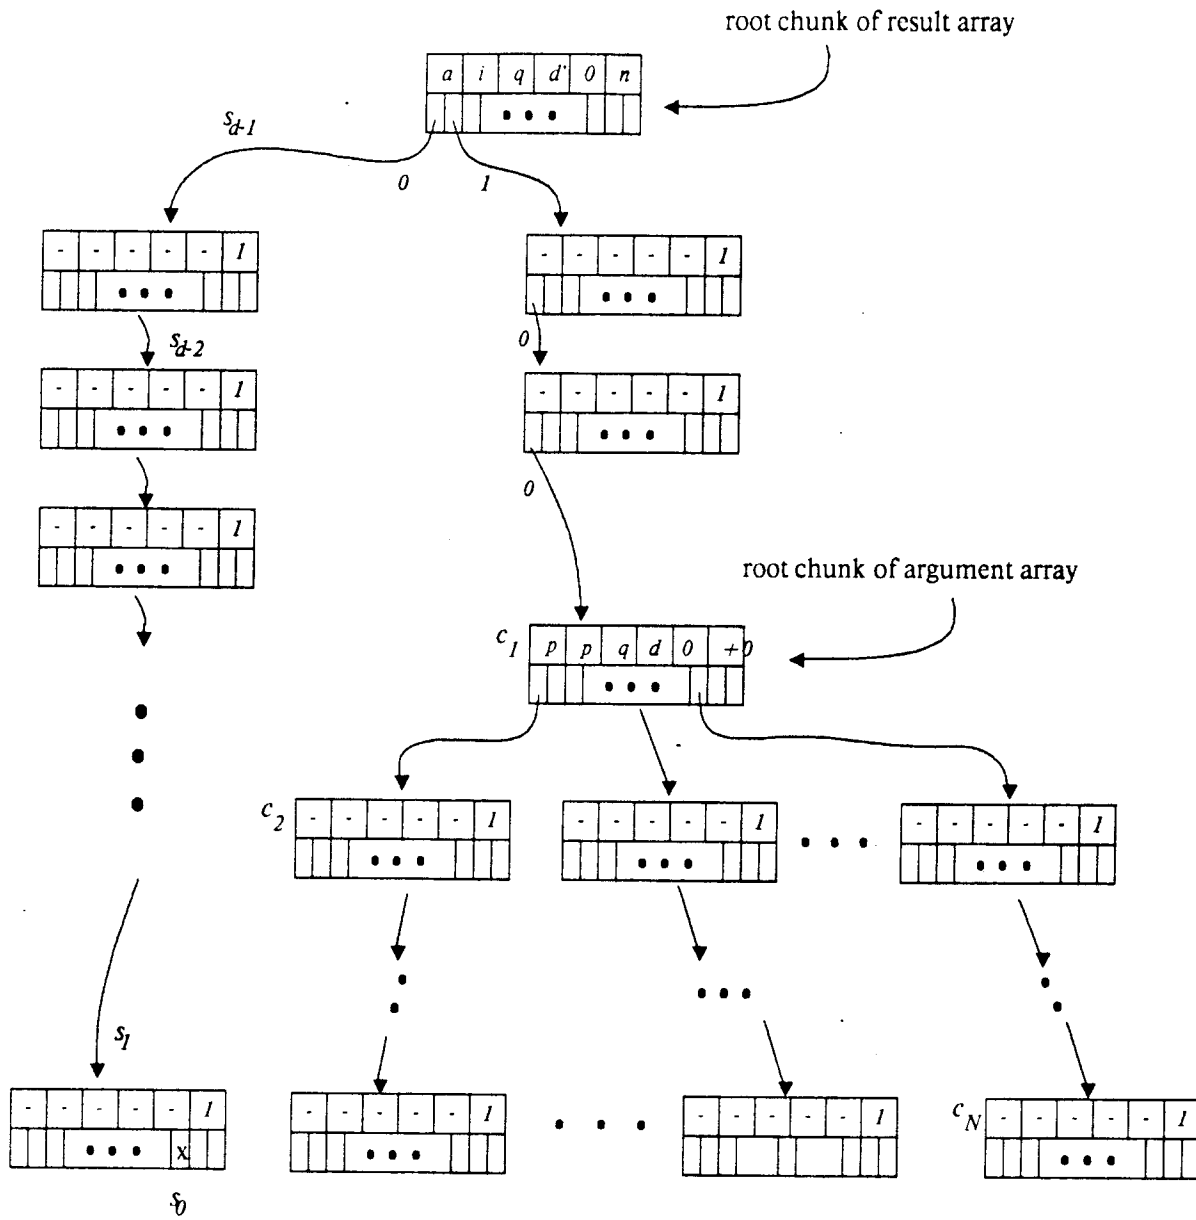 root chunk of result array
a i q d' 0 n
s_{d-1}
0 1
- - - - - 1
- - - - - 1
s_{d-2}
0
- - - - - 1
- - - - - 1
0
- - - - - 1
root chunk of argument array
c_1 p p q d 0 +0
c_2 - - - - - 1
- - - - - 1
- - - - - 1
s_1
- - - - - 1
- - - - - 1
- - - - - 1
c_N - - - - - 1
x
s_0